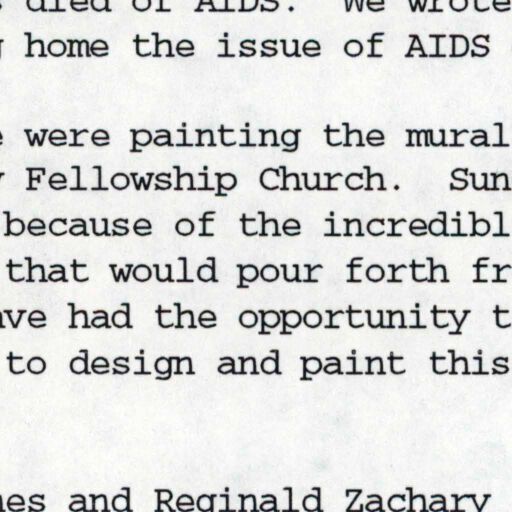 died of AIDS. We wrote
home the issue of AIDS
were painting the mural
Fellowship Church. Sun
because of the incredibl
that would pour forth fr
ave had the opportunity t
to design and paint this
nes and Reginald Zachary